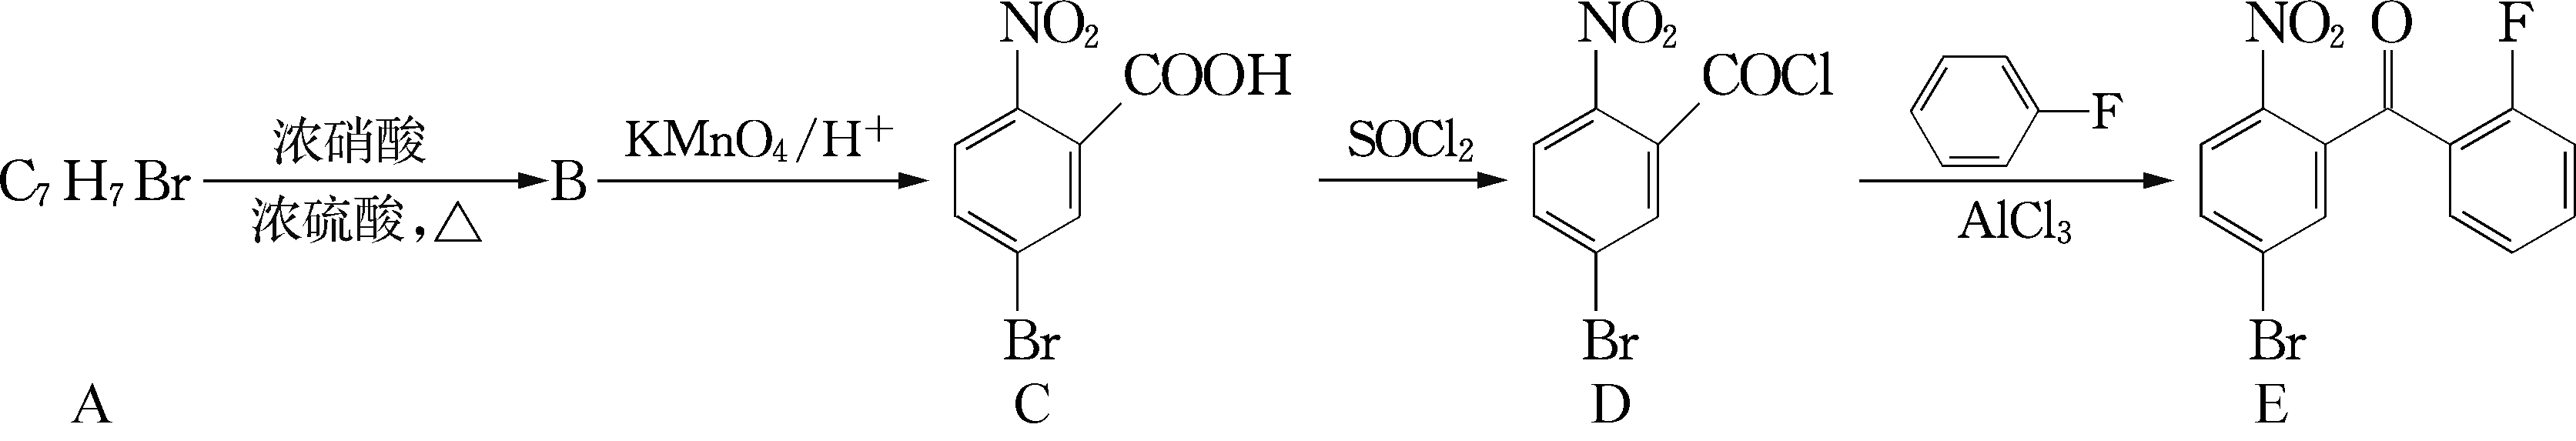 C₇H₇Br
浓硝酸
浓硫酸,△
B
KMnO₄/H⁺
NO₂
COOH
Br
SOCl₂
NO₂
COCl
Br
F
AlCl₃
NO₂ O F
Br
A C D E